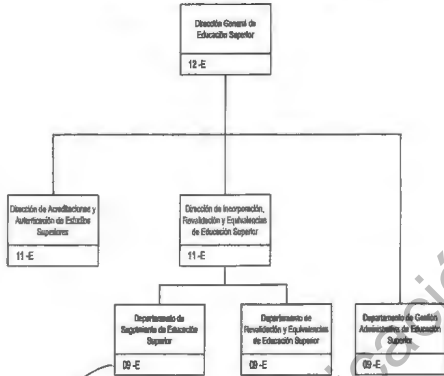 Dirección General de
Educación Superior
12 -E
Dirección de Acreditaciones y
Autenticación de Estudios
Superiores
11 -E
Dirección de Incorporación,
Revalidación y Equivalencias
de Educación Superior
11 -E
Departamento de
Seguimiento de Educación
Superior
09 -E
Departamento de
Revalidación y Equivalencias
de Educación Superior
09 -E
Departamento de Gestión
Administrativa de Educación
Superior
09 -E